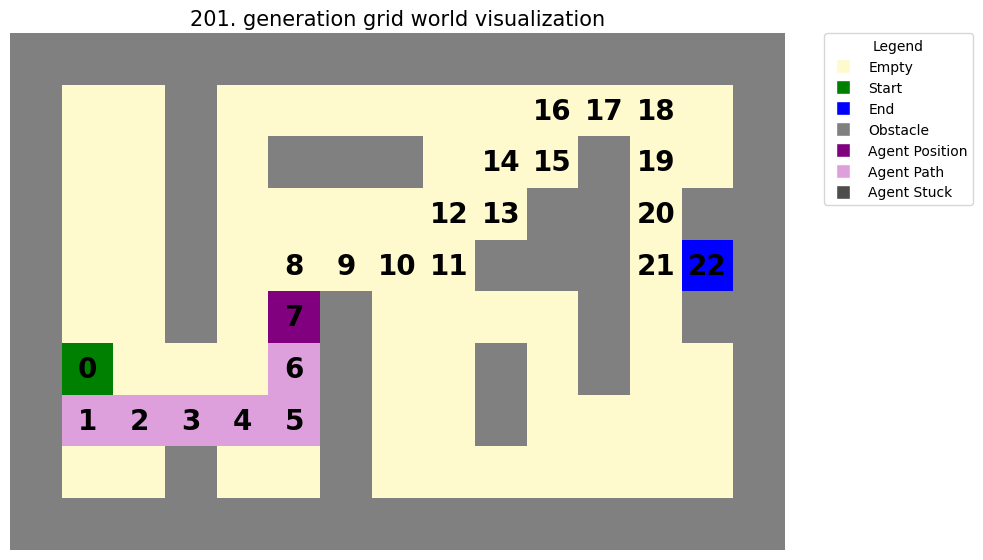 201. generation grid world visualization
16 17 18
14 15 19
12 13 20
8 9 10 11 21 22
7
0 6
1 2 3 4 5
Legend
Empty
Start
End
Obstacle
Agent Position
Agent Path
Agent Stuck